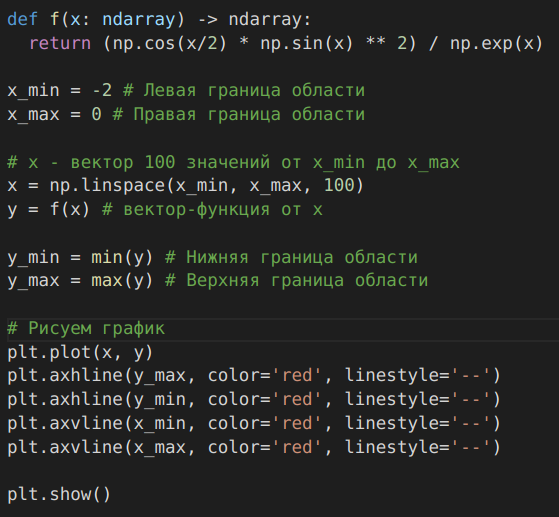 def f(x: ndarray) -> ndarray:
  return (np.cos(x/2) * np.sin(x) ** 2) / np.exp(x)

x_min = -2 # Левая граница области
x_max = 0 # Правая граница области

# x - вектор 100 значений от x_min до x_max
x = np.linspace(x_min, x_max, 100)
y = f(x) # вектор-функция от x

y_min = min(y) # Нижняя граница области
y_max = max(y) # Верхняя граница области

# Рисуем график
plt.plot(x, y)
plt.axhline(y_max, color='red', linestyle='--')
plt.axhline(y_min, color='red', linestyle='--')
plt.axvline(x_min, color='red', linestyle='--')
plt.axvline(x_max, color='red', linestyle='--')

plt.show()